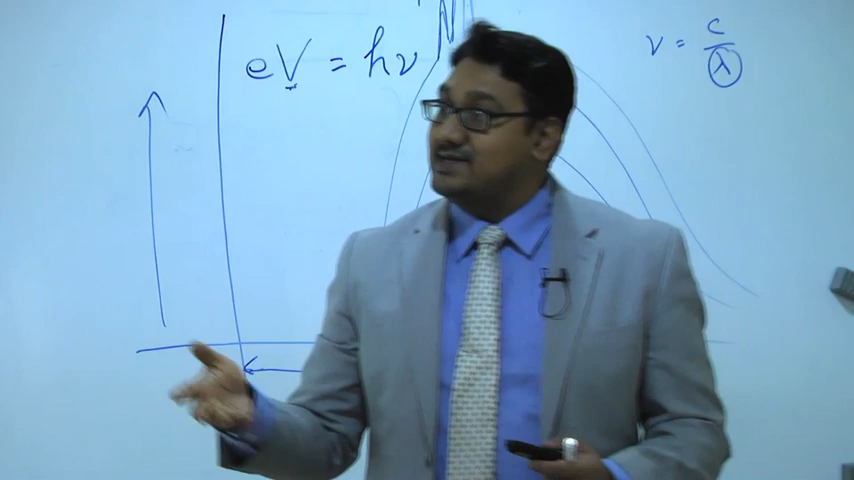 eV = hν
ν = c/λ